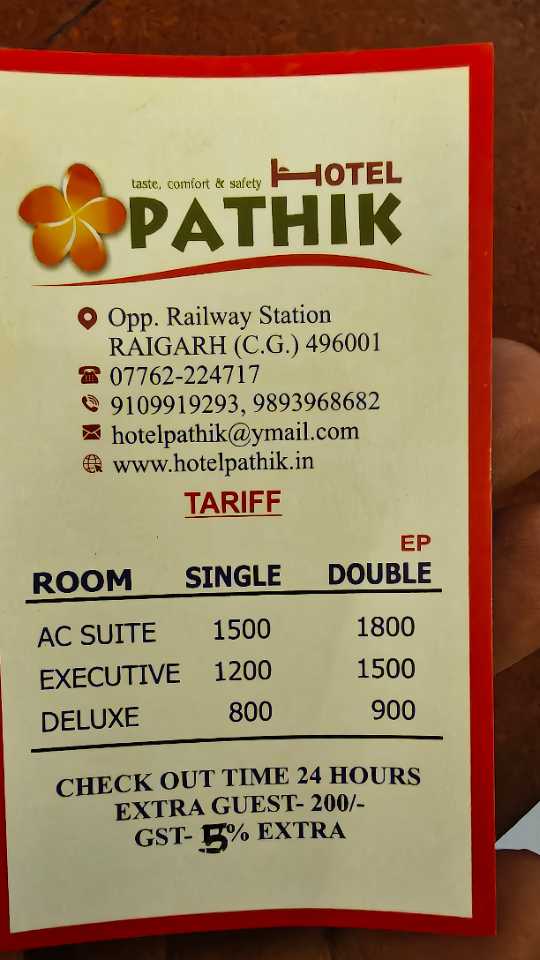 taste, comfort & safety HOTEL
PATHIK
Opp. Railway Station
RAIGARH (C.G.) 496001
07762-224717
9109919293, 9893968682
hotelpathik@ymail.com
www.hotelpathik.in
TARIFF
EP
ROOM SINGLE DOUBLE
AC SUITE 1500 1800
EXECUTIVE 1200 1500
DELUXE 800 900
CHECK OUT TIME 24 HOURS
EXTRA GUEST- 200/-
GST- 5% EXTRA